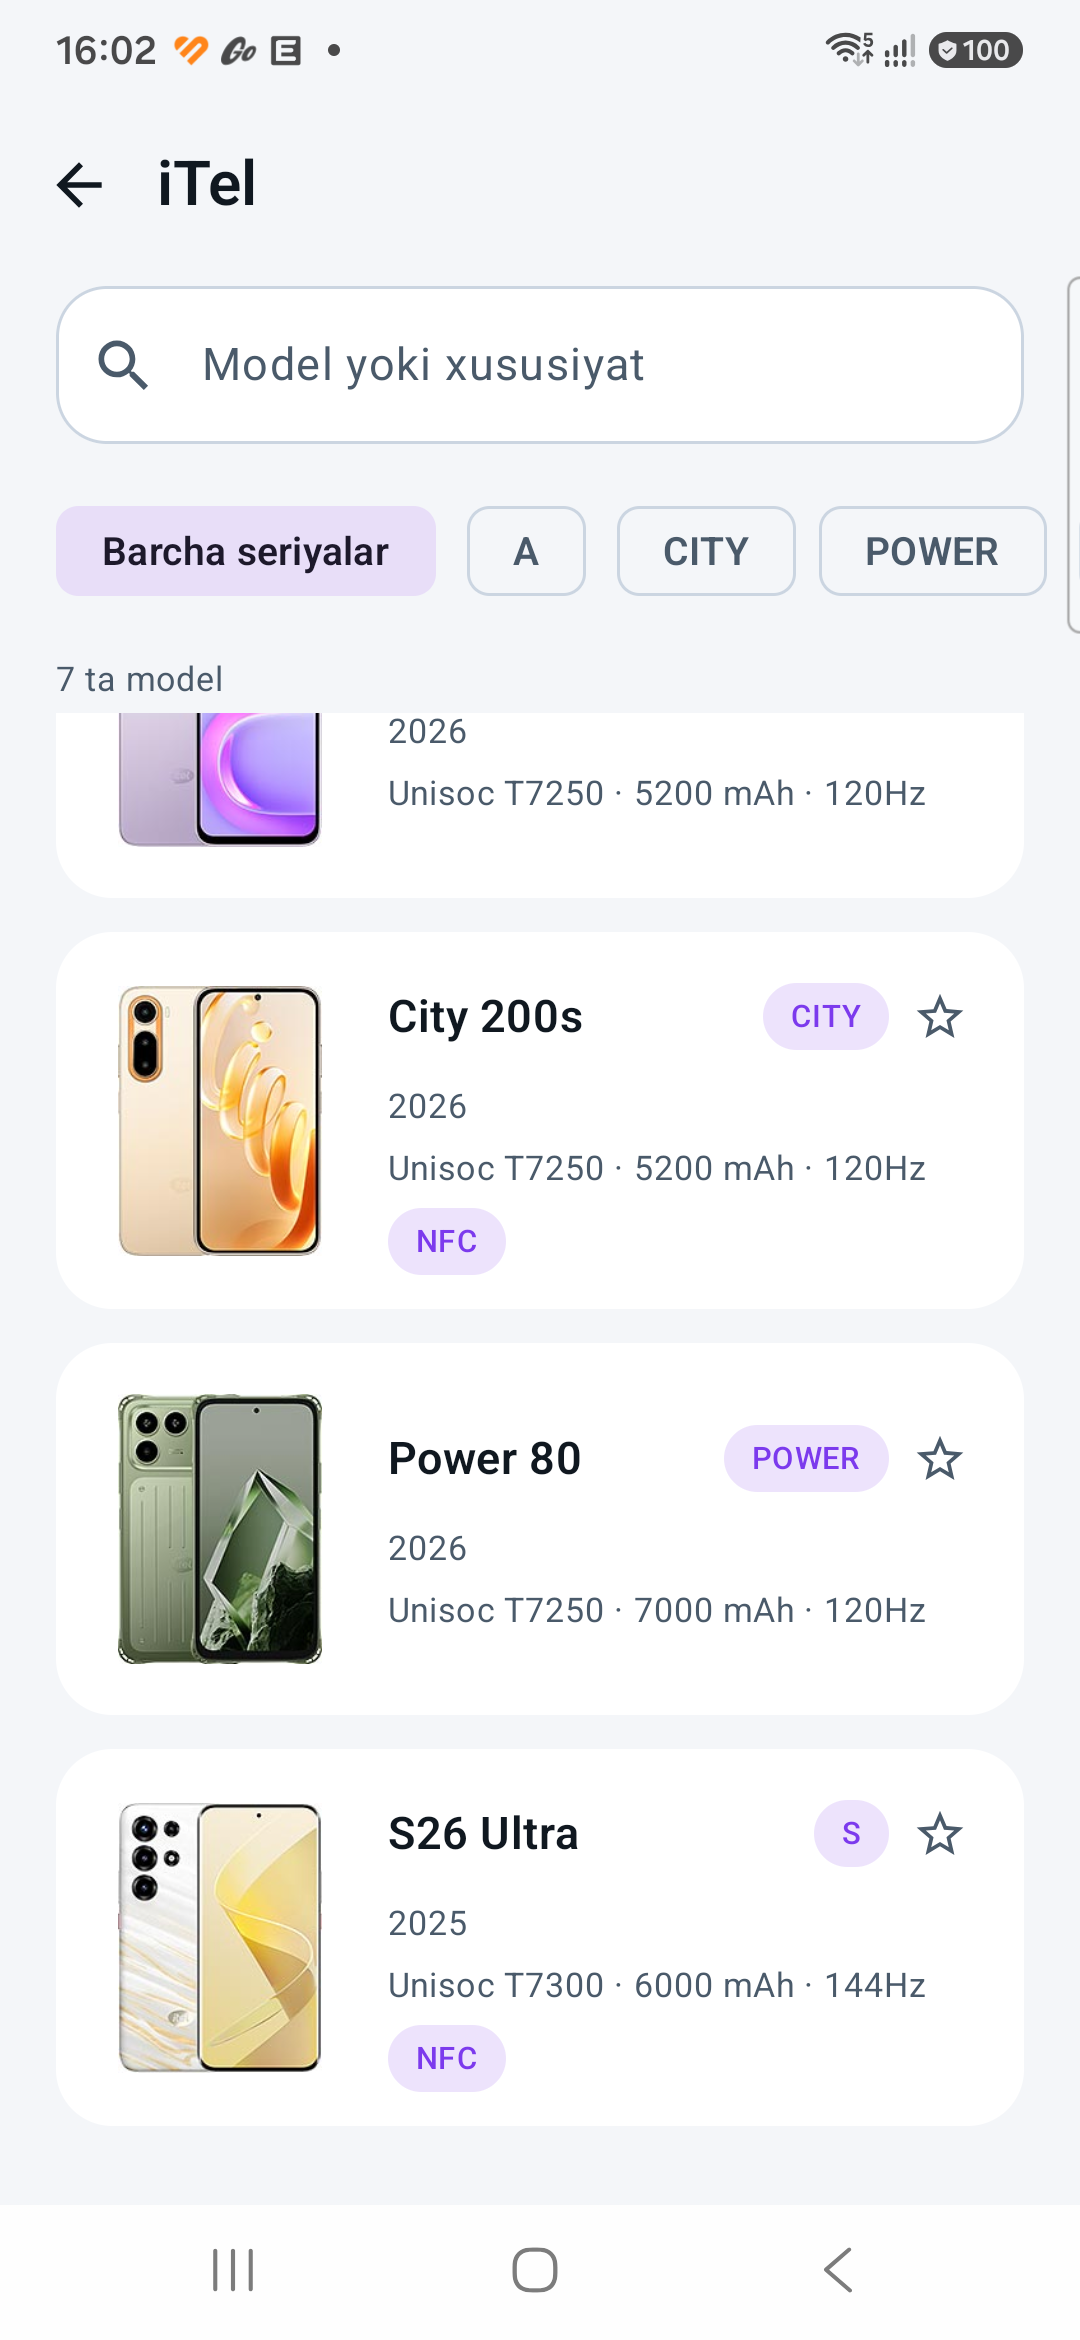 16:02 Go E 5 100
iTel
Model yoki xususiyat
Barcha seriyalar A CITY POWER
7 ta model
2026
Unisoc T7250 · 5200 mAh · 120Hz
City 200s CITY
2026
Unisoc T7250 · 5200 mAh · 120Hz
NFC
Power 80 POWER
2026
Unisoc T7250 · 7000 mAh · 120Hz
S26 Ultra S
2025
Unisoc T7300 · 6000 mAh · 144Hz
NFC